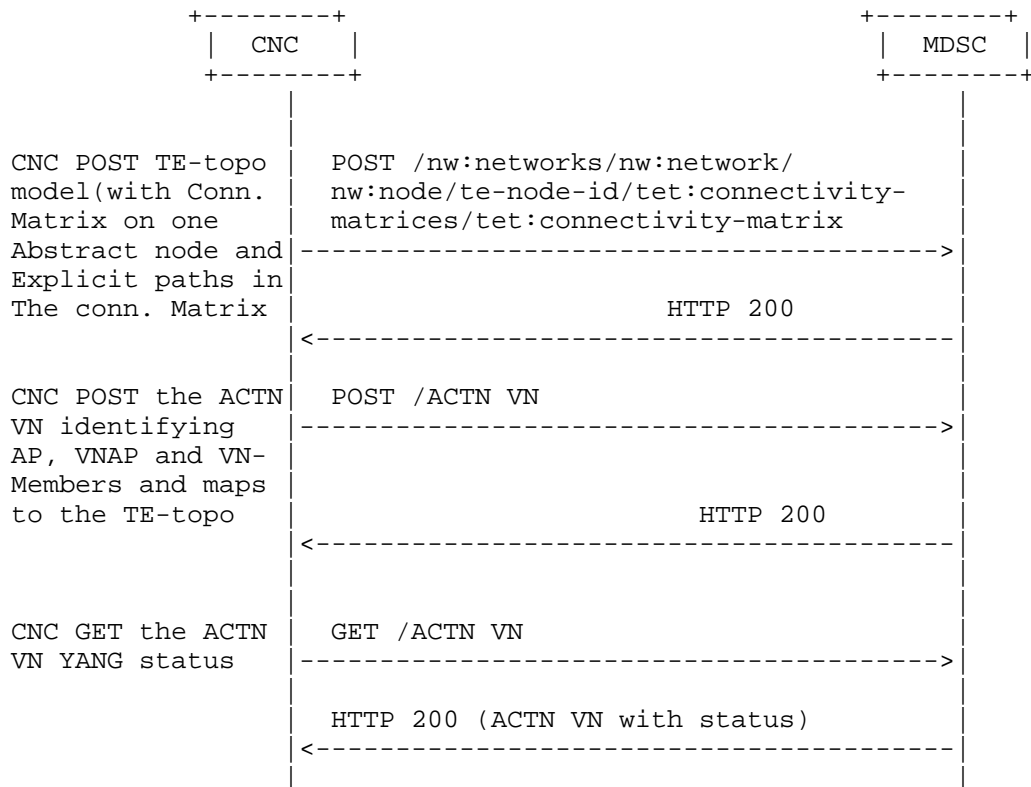 CNC MDSC
CNC POST TE-topo POST /nw:networks/nw:network/
model(with Conn. nw:node/te-node-id/tet:connectivity-
Matrix on one matrices/tet:connectivity-matrix
Abstract node and
Explicit paths in
The conn. Matrix HTTP 200
CNC POST the ACTN POST /ACTN VN
VN identifying
AP, VNAP and VN-
Members and maps
to the TE-topo HTTP 200
CNC GET the ACTN GET /ACTN VN
VN YANG status
HTTP 200 (ACTN VN with status)